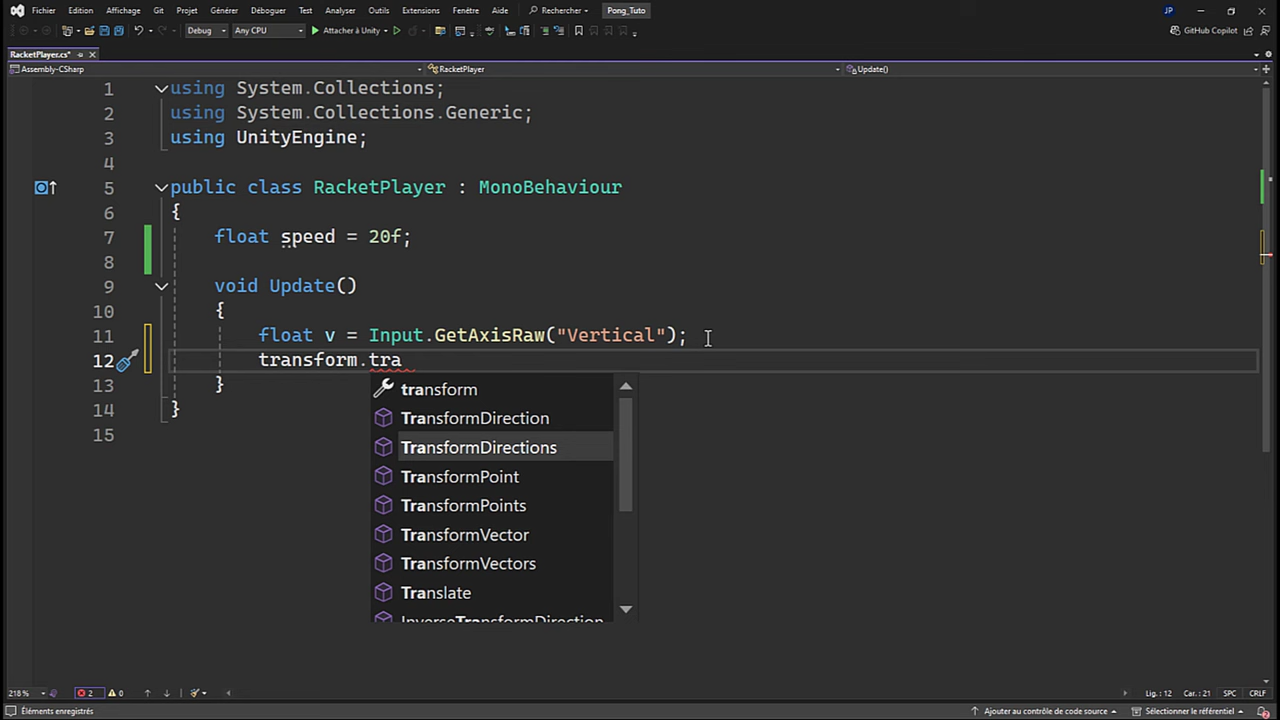 Fichier Edition Affichage Git Projet Générer Déboguer Test Analyser Outils Extensions Fenêtre Aide Rechercher Pong_Tuto JP
Debug Any CPU Attacher à Unity GitHub Copilot
RacketPlayer.cs*
Assembly-CSharp RacketPlayer Update()
1 using System.Collections;
2 using System.Collections.Generic;
3 using UnityEngine;
4
5 public class RacketPlayer : MonoBehaviour
6 {
7 float speed = 20f;
8
9 void Update()
10 {
11 float v = Input.GetAxisRaw("Vertical");
12 transform.tra
13 }
14 }
15
transform
TransformDirection
TransformDirections
TransformPoint
TransformPoints
TransformVector
TransformVectors
Translate
InverseTransformDirection
218 % 2 0 Lig. : 12 Car. : 21 SPC CRLF
Éléments enregistrés Ajouter au contrôle de code source Sélectionner le référentiel 2